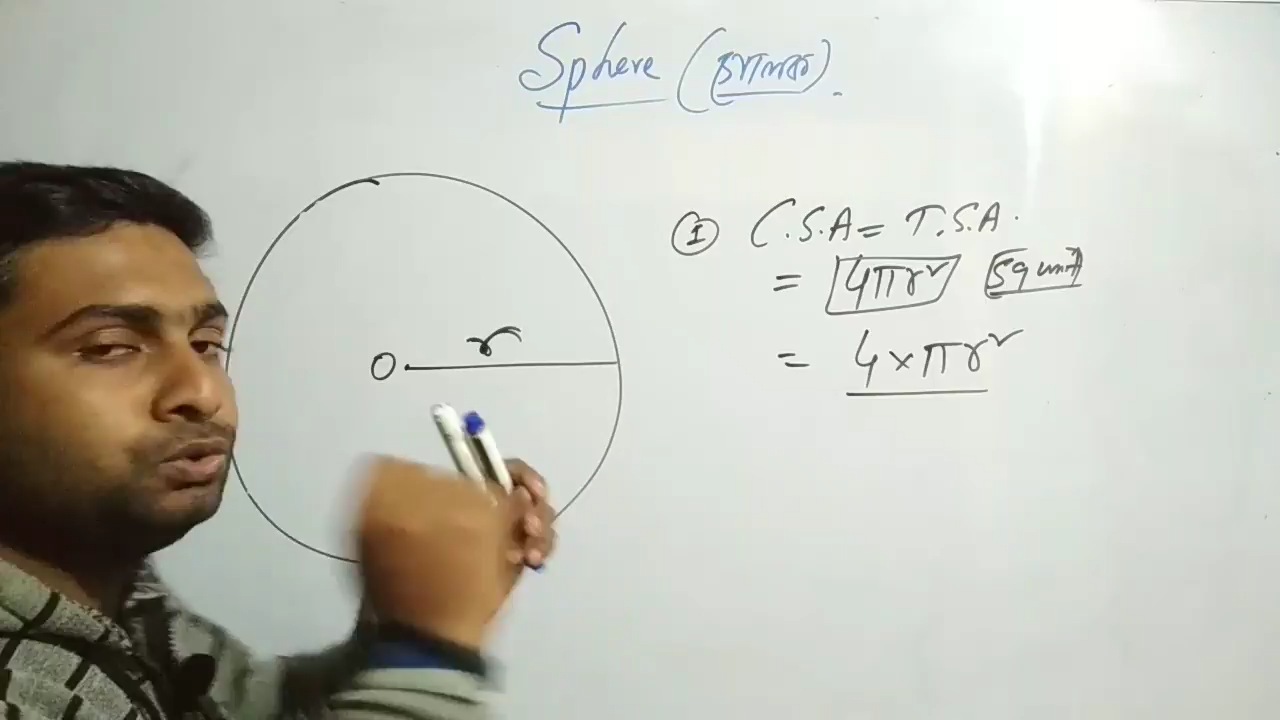 Sphere (গোলক).
① C.S.A = T.S.A.
= 4πr² sq unit
= 4×πr²
O r